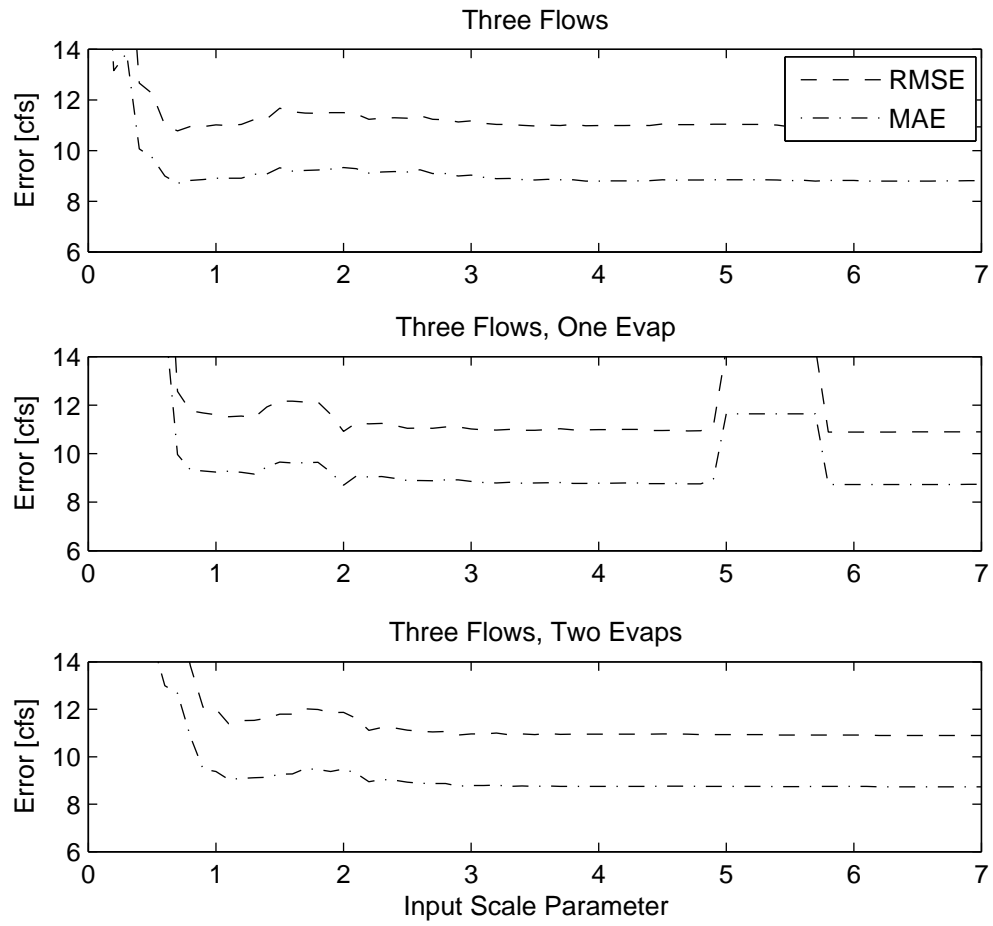 Three Flows
14
12
10
8
6
Error [cfs]
RMSE
MAE
0 1 2 3 4 5 6 7
Three Flows, One Evap
14
12
10
8
6
Error [cfs]
0 1 2 3 4 5 6 7
Three Flows, Two Evaps
14
12
10
8
6
Error [cfs]
0 1 2 3 4 5 6 7
Input Scale Parameter